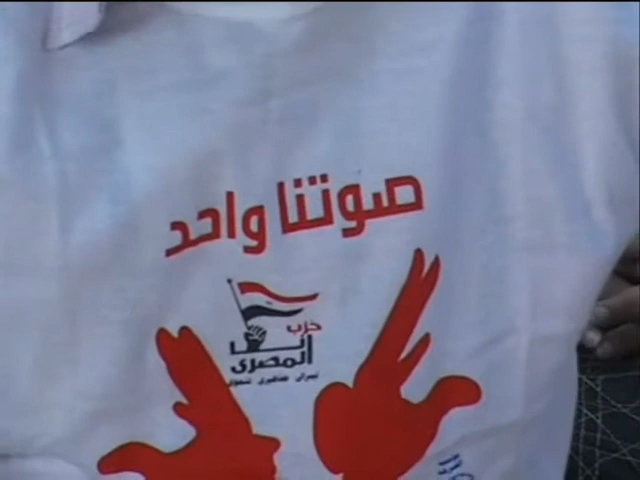 صوتنا واحد
حزب
المصرى